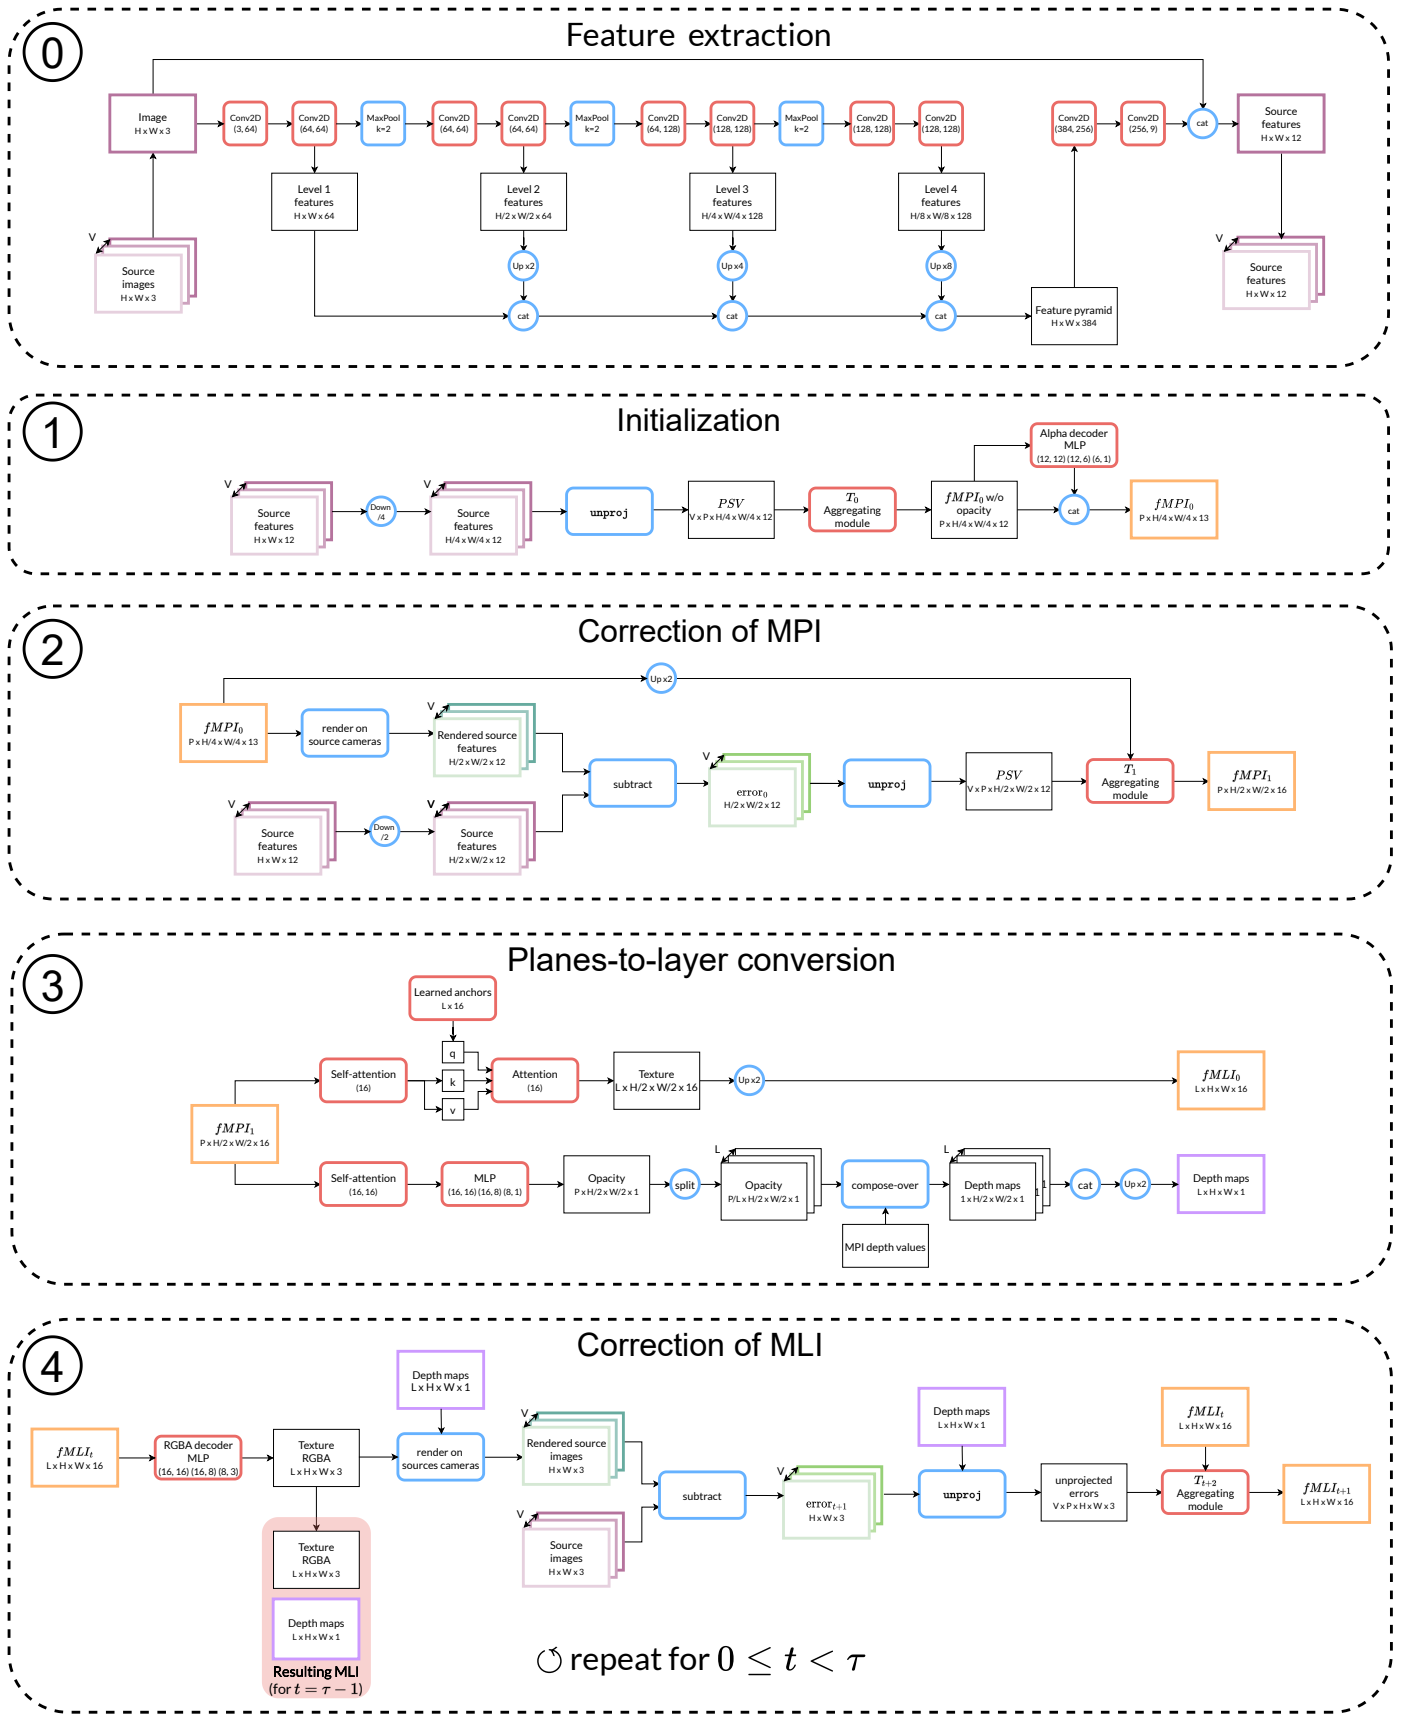 0
Feature extraction
Image
H x W x 3
Conv2D
(3, 64)
Conv2D
(64, 64)
MaxPool
k=2
Conv2D
(64, 64)
Conv2D
(64, 64)
MaxPool
k=2
Conv2D
(64, 128)
Conv2D
(128, 128)
MaxPool
k=2
Conv2D
(128, 128)
Conv2D
(128, 128)
Conv2D
(384, 256)
Conv2D
(256, 9)
cat
Source
features
H x W x 12
Level 1
features
H x W x 64
Level 2
features
H/2 x W/2 x 64
Level 3
features
H/4 x W/4 x 128
Level 4
features
H/8 x W/8 x 128
V
Source
images
H x W x 3
Up x2
Up x4
Up x8
cat
cat
cat
Feature pyramid
H x W x 384
V
Source
features
H x W x 12
1
Initialization
V
Source
features
H x W x 12
Down
/4
V
Source
features
H/4 x W/4 x 12
unproj
PSV
V x P x H/4 x W/4 x 12
T₀
Aggregating
module
fMPI₀ w/o
opacity
P x H/4 x W/4 x 12
Alpha decoder
MLP
(12, 12) (12, 6) (6, 1)
cat
fMPI₀
P x H/4 x W/4 x 13
2
Correction of MPI
Up x2
fMPI₀
P x H/4 x W/4 x 13
render on
source cameras
V
Rendered source
features
H/2 x W/2 x 12
V
Source
features
H x W x 12
Down
/2
V
Source
features
H/2 x W/2 x 12
subtract
V
error₀
H/2 x W/2 x 12
unproj
PSV
V x P x H/2 x W/2 x 12
T₁
Aggregating
module
fMPI₁
P x H/2 x W/2 x 16
3
Planes-to-layer conversion
Learned anchors
L x 16
q
k
v
Self-attention
(16)
Attention
(16)
Texture
L x H/2 x W/2 x 16
Up x2
fMLI₀
L x H x W x 16
fMPI₁
P x H/2 x W/2 x 16
Self-attention
(16, 16)
MLP
(16, 16) (16, 8) (8, 1)
Opacity
P x H/2 x W/2 x 1
split
L
Opacity
P/L x H/2 x W/2 x 1
compose-over
MPI depth values
L
Depth maps
1 x H/2 x W/2 x 1
1
1
cat
Up x2
Depth maps
L x H x W x 1
4
Correction of MLI
fMLIₜ
L x H x W x 16
RGBA decoder
MLP
(16, 16) (16, 8) (8, 3)
Texture
RGBA
L x H x W x 3
Depth maps
L x H x W x 1
render on
sources cameras
V
Rendered source
images
H x W x 3
V
Source
images
H x W x 3
subtract
V
errorₜ₊₁
H x W x 3
Depth maps
L x H x W x 1
unproj
unprojected
errors
V x P x H x W x 3
fMLIₜ
L x H x W x 16
Tₜ₊₂
Aggregating
module
fMLIₜ₊₁
L x H x W x 16
Texture
RGBA
L x H x W x 3
Depth maps
L x H x W x 1
Resulting MLI
(for t = τ − 1)
repeat for 0 ≤ t < τ